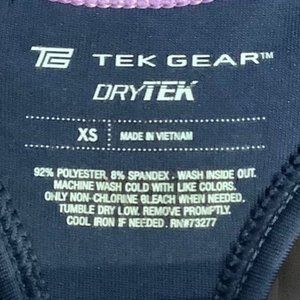 TEK GEAR™
DRYTEK
XS MADE IN VIETNAM
92% POLYESTER, 8% SPANDEX. WASH INSIDE OUT.
MACHINE WASH COLD WITH LIKE COLORS.
ONLY NON-CHLORINE BLEACH WHEN NEEDED.
TUMBLE DRY LOW. REMOVE PROMPTLY.
COOL IRON IF NEEDED. RN#73277